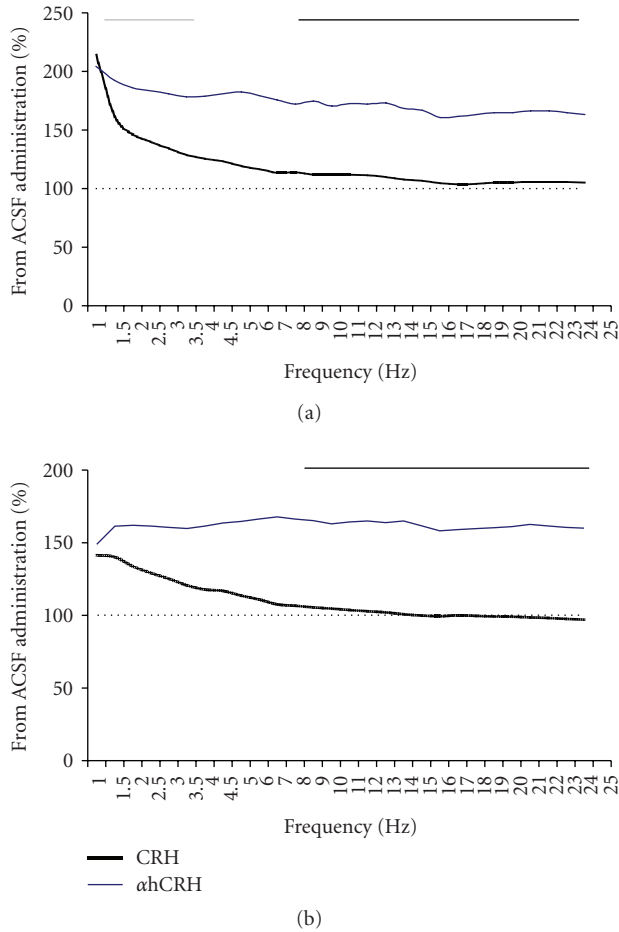 From ACSF administration (%)
250
200
150
100
50
0
1 1.5 2 2.5 3 3.5 4 4.5 5 6 7 8 9 10 11 12 13 14 15 16 17 18 19 20 21 22 23 24 25
Frequency (Hz)
(a)
From ACSF administration (%)
200
150
100
50
0
1 1.5 2 2.5 3 3.5 4 4.5 5 6 7 8 9 10 11 12 13 14 15 16 17 18 19 20 21 22 23 24 25
Frequency (Hz)
CRH
αhCRH
(b)